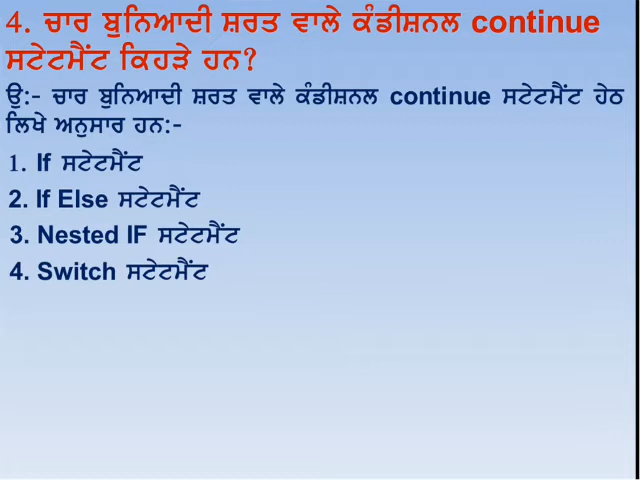 4. ਚਾਰ ਬੁਨਿਆਦੀ ਸ਼ਰਤ ਵਾਲੇ ਕੰਡੀਸ਼ਨਲ continue
ਸਟੇਟਮੈਂਟ ਕਿਹੜੇ ਹਨ?
ਉ:- ਚਾਰ ਬੁਨਿਆਦੀ ਸ਼ਰਤ ਵਾਲੇ ਕੰਡੀਸ਼ਨਲ continue ਸਟੇਟਮੈਂਟ ਹੇਠ
ਲਿਖੇ ਅਨੁਸਾਰ ਹਨ:-
1. If ਸਟੇਟਮੈਂਟ
2. If Else ਸਟੇਟਮੈਂਟ
3. Nested IF ਸਟੇਟਮੈਂਟ
4. Switch ਸਟੇਟਮੈਂਟ